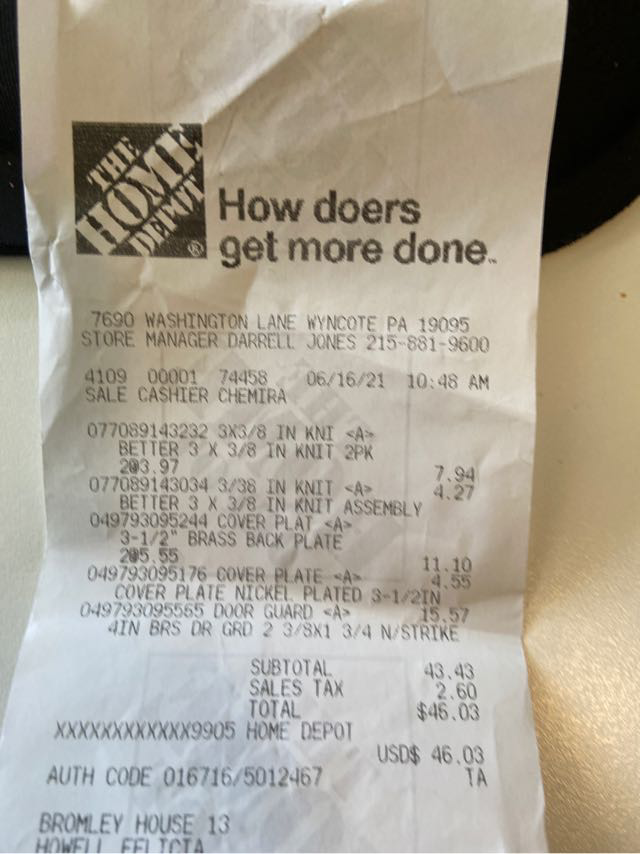 THE
HOME
DEPOT
®
How doers
get more done™
7690 WASHINGTON LANE WYNCOTE PA 19095
STORE MANAGER DARRELL JONES 215-881-9600
4109 00001 74458 06/16/21 10:48 AM
SALE CASHIER CHEMIRA
077089143232 3X3/8 IN KNI <A>
BETTER 3 X 3/8 IN KNIT 2PK
2@3.97 7.94
077089143034 3/38 IN KNIT <A> 4.27
BETTER 3 X 3/8 IN KNIT ASSEMBLY
049793095244 COVER PLAT <A>
3-1/2" BRASS BACK PLATE
2@5.55 11.10
049793095176 COVER PLATE <A> 4.55
COVER PLATE NICKEL PLATED 3-1/2IN
049793095565 DOOR GUARD <A> 15.57
4IN BRS DR GRD 2 3/8X1 3/4 N/STRIKE
SUBTOTAL 43.43
SALES TAX 2.60
TOTAL $46.03
XXXXXXXXXXXX9905 HOME DEPOT
USD$ 46.03
AUTH CODE 016716/5012467 TA
BROMLEY HOUSE 13
HOWELL FELICIA